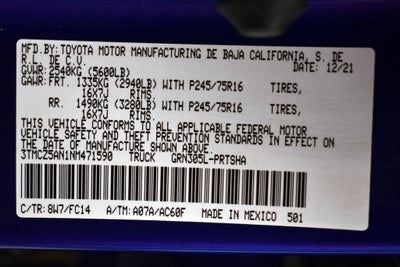 MFD.BY:TOYOTA MOTOR MANUFACTURING DE BAJA CALIFORNIA, S. DE
R.L. DE C.V. DATE: 12/21
GVWR:2540KG (5600LB)
GAWR:FRT. 1335KG (2940LB) WITH P245/75R16 TIRES,
16X7J RIMS.
RR. 1490KG (3280LB) WITH P245/75R16 TIRES,
16X7J RIMS.
THIS VEHICLE CONFORMS TO ALL APPLICABLE FEDERAL MOTOR
VEHICLE SAFETY AND THEFT PREVENTION STANDARDS IN EFFECT ON
THE DATE OF MANUFACTURE SHOWN ABOVE.
3TMCZ5AN1NM471590 TRUCK GRN305L-PRTSHA
C/TR: 8W7/FC14 A/TM: A07A/AC60F MADE IN MEXICO 501